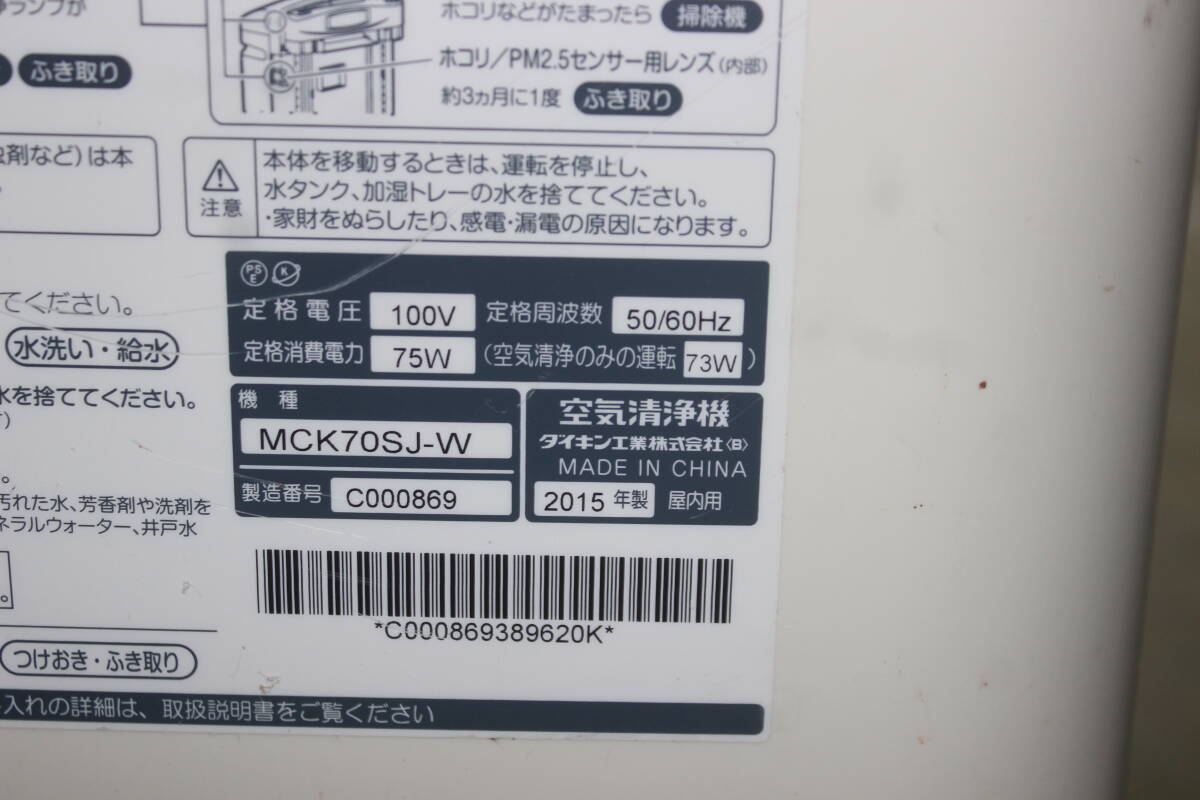 ランプが
ふき取り
ホコリなどがたまったら 掃除機
ホコリ/PM2.5センサー用レンズ(内部)
約3ヵ月に1度 ふき取り
剤など)は本
注意
本体を移動するときは、運転を停止し、
水タンク、加湿トレーの水を捨ててください。
・家財をぬらしたり、感電・漏電の原因になります。
てください。
水洗い・給水
水を捨ててください。
汚れた水、芳香剤や洗剤を
ネラルウォーター、井戸水
つけおき・ふき取り
PS
E
K
定格電圧 100V 定格周波数 50/60Hz
定格消費電力 75W (空気清浄のみの運転 73W)
機種
MCK70SJ-W
製造番号 C000869
空気清浄機
ダイキン工業株式会社〈B〉
MADE IN CHINA
2015 年製 屋内用
*C000869389620K*
入れの詳細は、取扱説明書をご覧ください